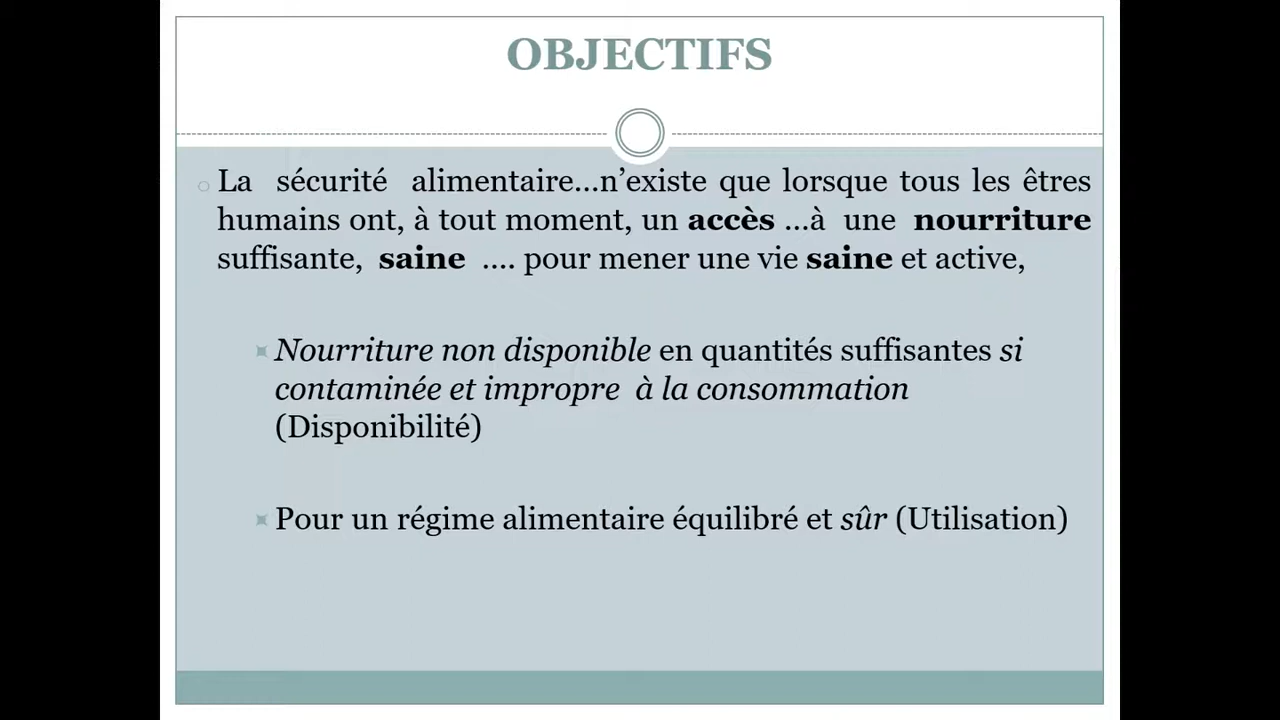 OBJECTIFS
La sécurité alimentaire...n’existe que lorsque tous les êtres
humains ont, à tout moment, un accès ...à une nourriture
suffisante, saine .... pour mener une vie saine et active,
Nourriture non disponible en quantités suffisantes si
contaminée et impropre à la consommation
(Disponibilité)
Pour un régime alimentaire équilibré et sûr (Utilisation)